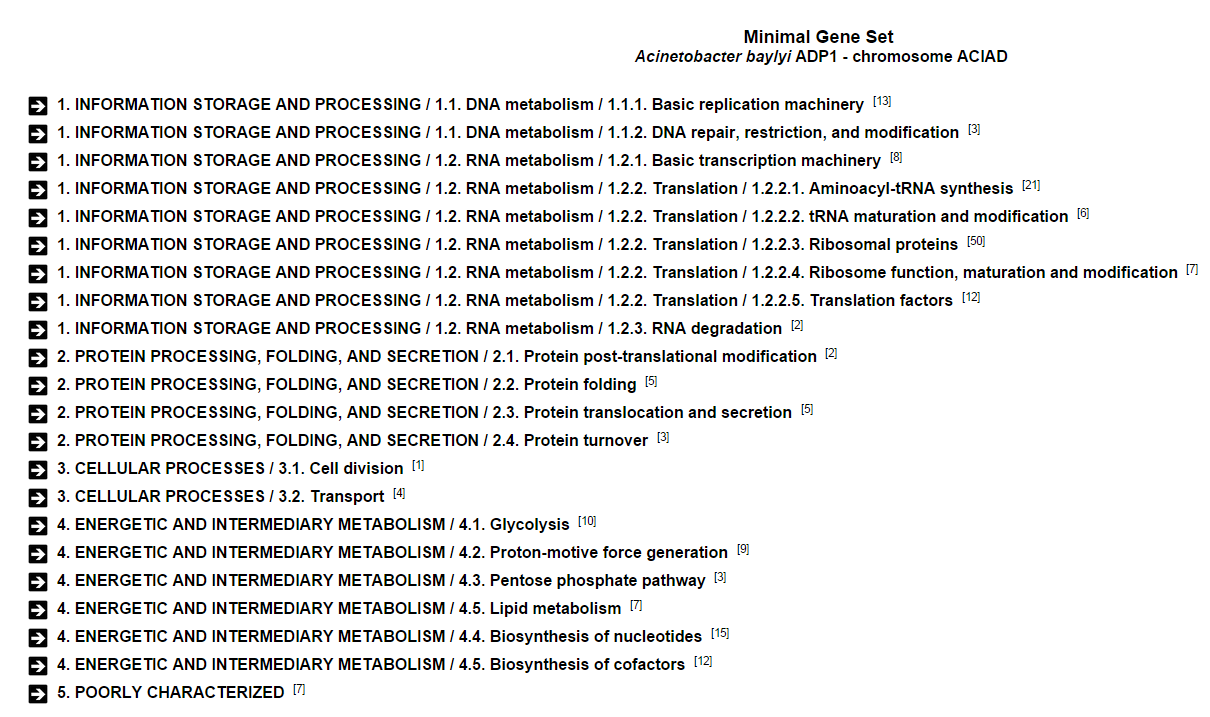 Minimal Gene Set
Acinetobacter baylyi ADP1 - chromosome ACIAD
1. INFORMATION STORAGE AND PROCESSING / 1.1. DNA metabolism / 1.1.1. Basic replication machinery [13]
1. INFORMATION STORAGE AND PROCESSING / 1.1. DNA metabolism / 1.1.2. DNA repair, restriction, and modification [3]
1. INFORMATION STORAGE AND PROCESSING / 1.2. RNA metabolism / 1.2.1. Basic transcription machinery [8]
1. INFORMATION STORAGE AND PROCESSING / 1.2. RNA metabolism / 1.2.2. Translation / 1.2.2.1. Aminoacyl-tRNA synthesis [21]
1. INFORMATION STORAGE AND PROCESSING / 1.2. RNA metabolism / 1.2.2. Translation / 1.2.2.2. tRNA maturation and modification [6]
1. INFORMATION STORAGE AND PROCESSING / 1.2. RNA metabolism / 1.2.2. Translation / 1.2.2.3. Ribosomal proteins [50]
1. INFORMATION STORAGE AND PROCESSING / 1.2. RNA metabolism / 1.2.2. Translation / 1.2.2.4. Ribosome function, maturation and modification [7]
1. INFORMATION STORAGE AND PROCESSING / 1.2. RNA metabolism / 1.2.2. Translation / 1.2.2.5. Translation factors [12]
1. INFORMATION STORAGE AND PROCESSING / 1.2. RNA metabolism / 1.2.3. RNA degradation [2]
2. PROTEIN PROCESSING, FOLDING, AND SECRETION / 2.1. Protein post-translational modification [2]
2. PROTEIN PROCESSING, FOLDING, AND SECRETION / 2.2. Protein folding [5]
2. PROTEIN PROCESSING, FOLDING, AND SECRETION / 2.3. Protein translocation and secretion [5]
2. PROTEIN PROCESSING, FOLDING, AND SECRETION / 2.4. Protein turnover [3]
3. CELLULAR PROCESSES / 3.1. Cell division [1]
3. CELLULAR PROCESSES / 3.2. Transport [4]
4. ENERGETIC AND INTERMEDIARY METABOLISM / 4.1. Glycolysis [10]
4. ENERGETIC AND INTERMEDIARY METABOLISM / 4.2. Proton-motive force generation [9]
4. ENERGETIC AND INTERMEDIARY METABOLISM / 4.3. Pentose phosphate pathway [3]
4. ENERGETIC AND INTERMEDIARY METABOLISM / 4.5. Lipid metabolism [7]
4. ENERGETIC AND INTERMEDIARY METABOLISM / 4.4. Biosynthesis of nucleotides [15]
4. ENERGETIC AND INTERMEDIARY METABOLISM / 4.5. Biosynthesis of cofactors [12]
5. POORLY CHARACTERIZED [7]